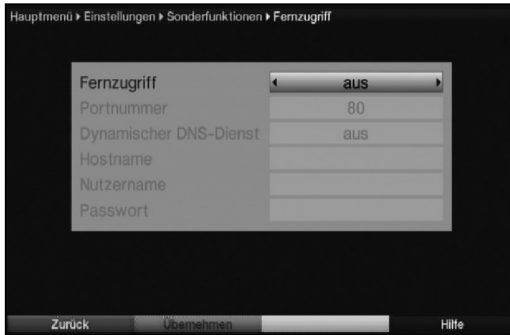 Hauptmenü ▸ Einstellungen ▸ Sonderfunktionen ▸ Fernzugriff
Fernzugriff ◂ aus ▸
Portnummer 80
Dynamischer DNS-Dienst aus
Hostname
Nutzername
Passwort
Zurück Übernehmen Hilfe